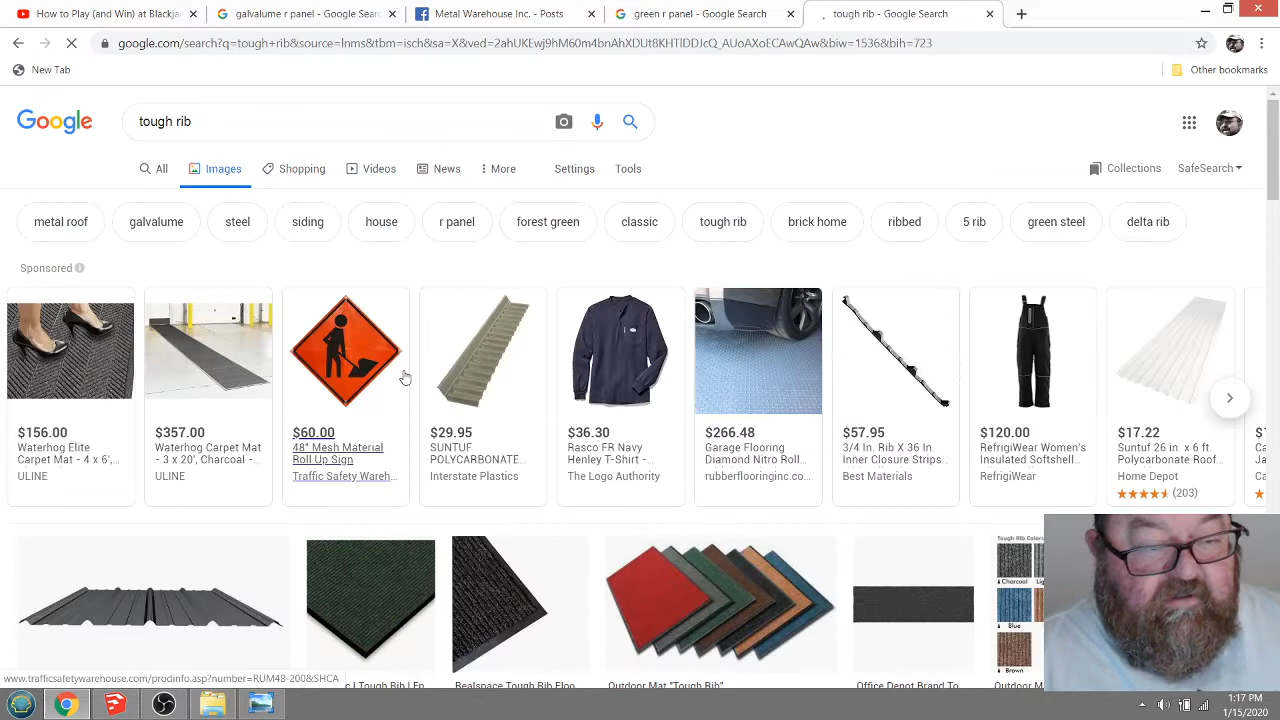 To Play (and Win) at Blackja
galvalume r panel - Google Sear
Metal Warehouse Inc. - Posts
green r panel - Google Search
tough rib - Google Search
google.com/search?q=tough+rib&source=lnms&tbm=isch&sa=X&ved=2ahUKEwj9hM60m4bnAhXDUt8KHTlDDJcQ_AUoAXoECAwQAw&biw=1536&bih=723
New Tab
Other bookmarks
Google
tough rib
All
Images
Shopping
Videos
News
More
Settings
Tools
Collections
SafeSearch
metal roof
galvalume
steel
siding
house
r panel
forest green
classic
tough rib
brick home
ribbed
5 rib
green steel
delta rib
Sponsored
$156.00
Waterhog Elite
Carpet Mat - 4 x 6',...
ULINE
$357.00
Waterhog Carpet Mat
- 3 x 20', Charcoal -...
ULINE
$60.00
48" Mesh Material
Roll Up Sign
Traffic Safety Wareh...
$29.95
SUNTUF
POLYCARBONATE...
Interstate Plastics
$36.30
Rasco FR Navy
Henley T-Shirt -...
The Logo Authority
$266.48
Garage Flooring
Diamond Nitro Roll...
rubberflooringinc.co...
$57.95
3/4 In. Rib X 36 In.
Inner Closure Strips...
Best Materials
$120.00
RefrigiWear Women's
Insulated Softshell...
RefrigiWear
$17.22
Suntuf 26 in. x 6 ft.
Polycarbonate Roof...
Home Depot
(203)
Tough Rib Colors
Charcoal
Blue
Brown
www.trafficsafetywarehouse.com/prodinfo.asp?number=RUM48-
Tough Rib
Realspace Tough Rib Floo
Outdoor Mat "Tough Rib"
Office Depot Brand To
Outdoor M
1:17 PM
1/15/2020